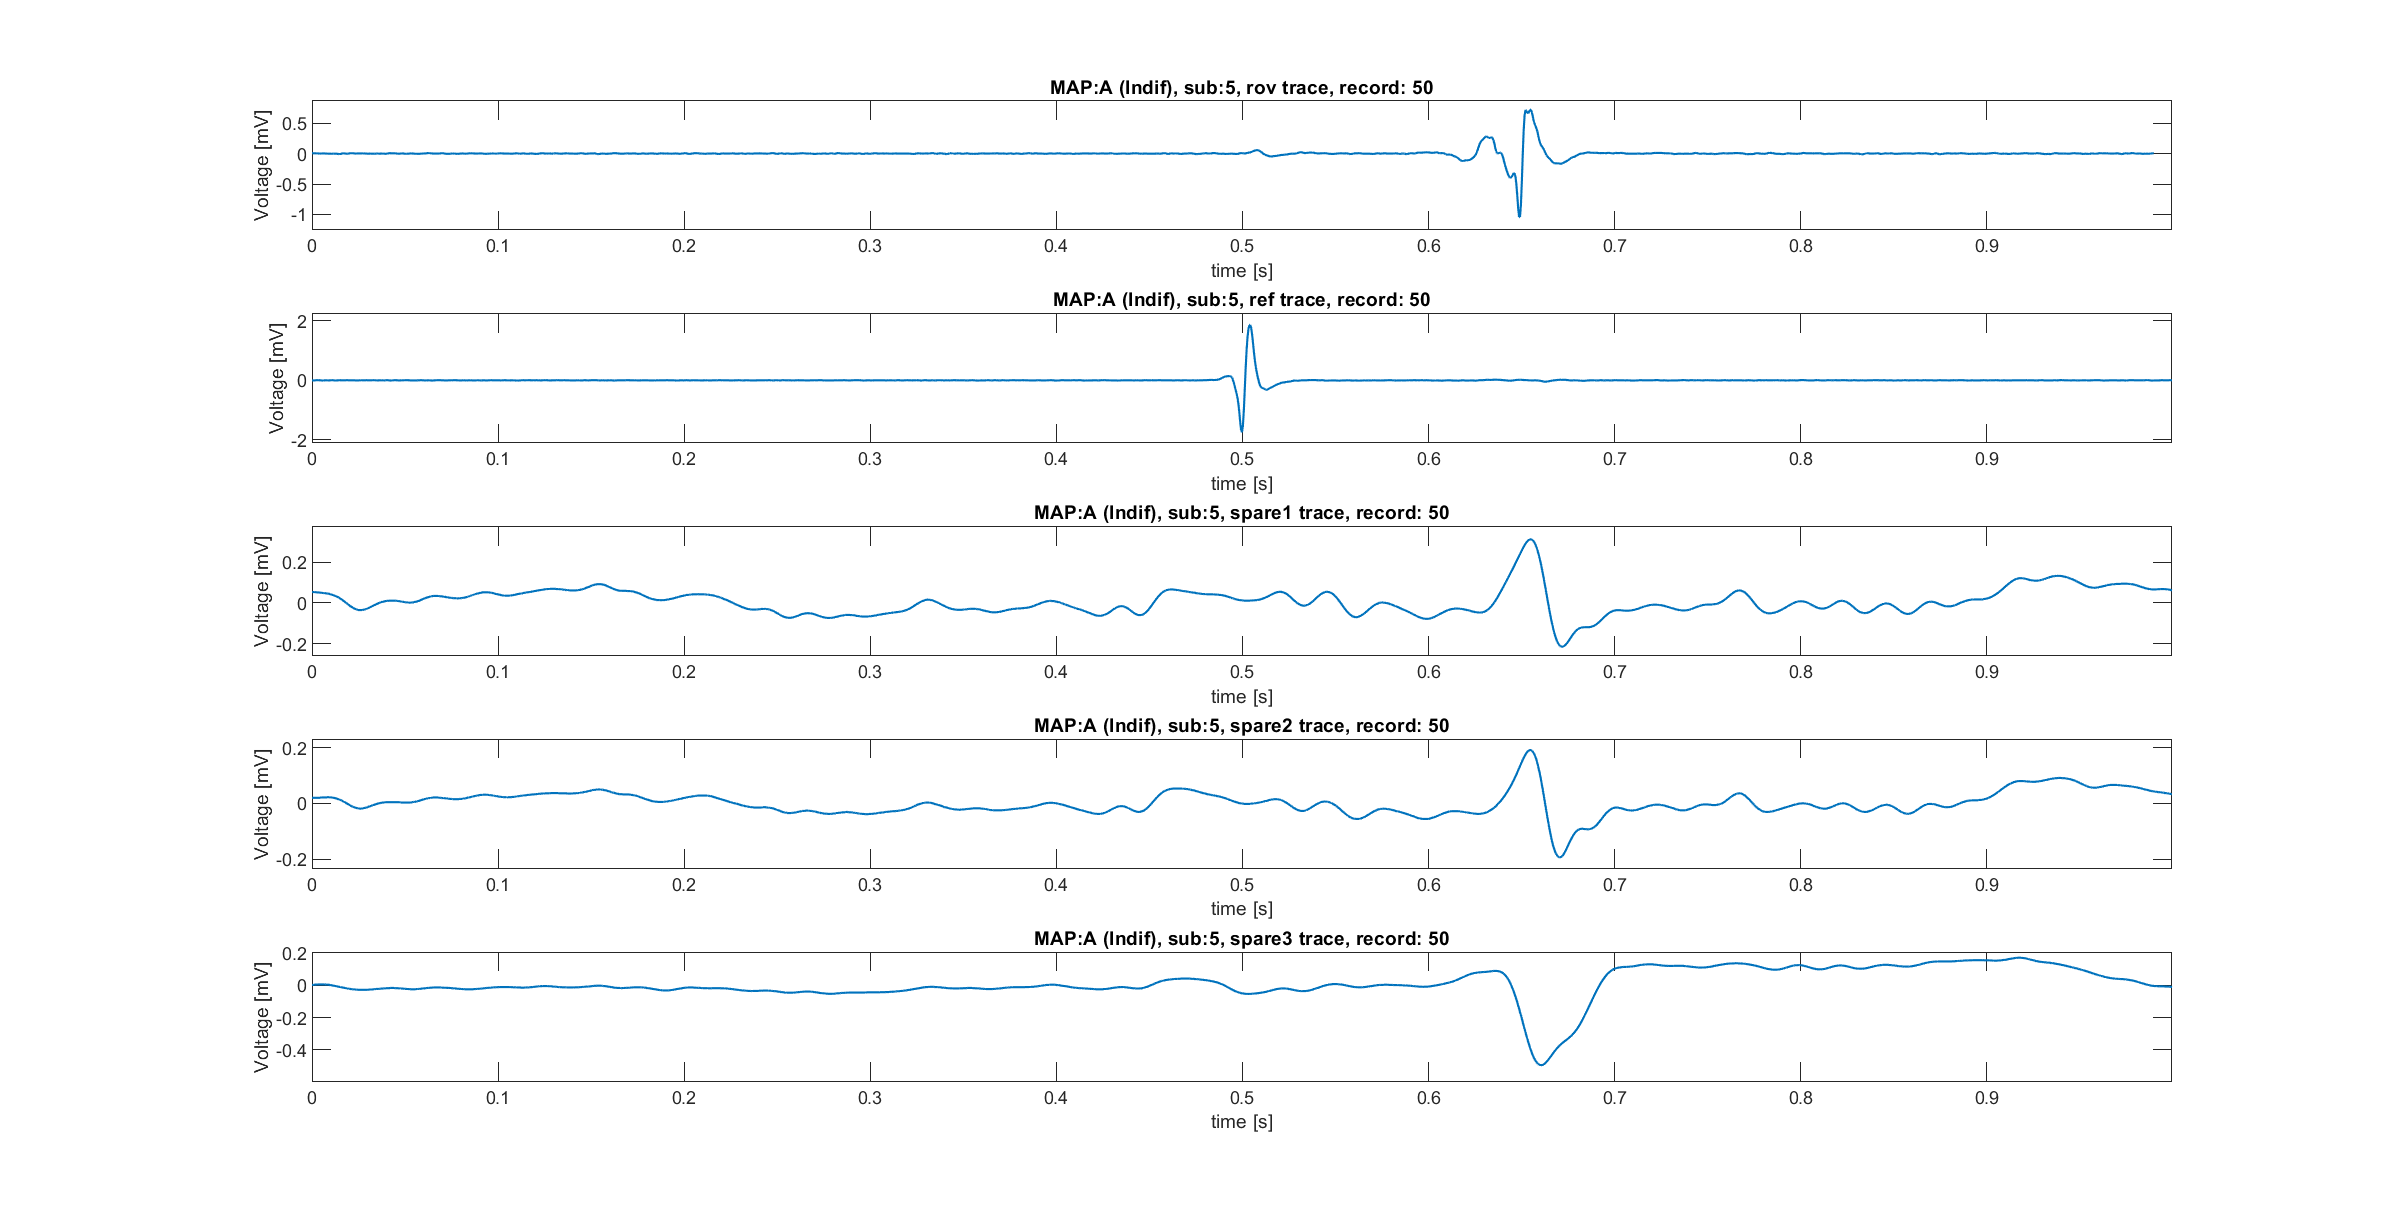 MAP:A (Indif), sub:5, rov trace, record: 50
Voltage [mV]
0.5
0
-0.5
-1
0 0.1 0.2 0.3 0.4 0.5 0.6 0.7 0.8 0.9
time [s]
MAP:A (Indif), sub:5, ref trace, record: 50
Voltage [mV]
2
0
-2
0 0.1 0.2 0.3 0.4 0.5 0.6 0.7 0.8 0.9
time [s]
MAP:A (Indif), sub:5, spare1 trace, record: 50
Voltage [mV]
0.2
0
-0.2
0 0.1 0.2 0.3 0.4 0.5 0.6 0.7 0.8 0.9
time [s]
MAP:A (Indif), sub:5, spare2 trace, record: 50
Voltage [mV]
0.2
0
-0.2
0 0.1 0.2 0.3 0.4 0.5 0.6 0.7 0.8 0.9
time [s]
MAP:A (Indif), sub:5, spare3 trace, record: 50
Voltage [mV]
0.2
0
-0.2
-0.4
0 0.1 0.2 0.3 0.4 0.5 0.6 0.7 0.8 0.9
time [s]